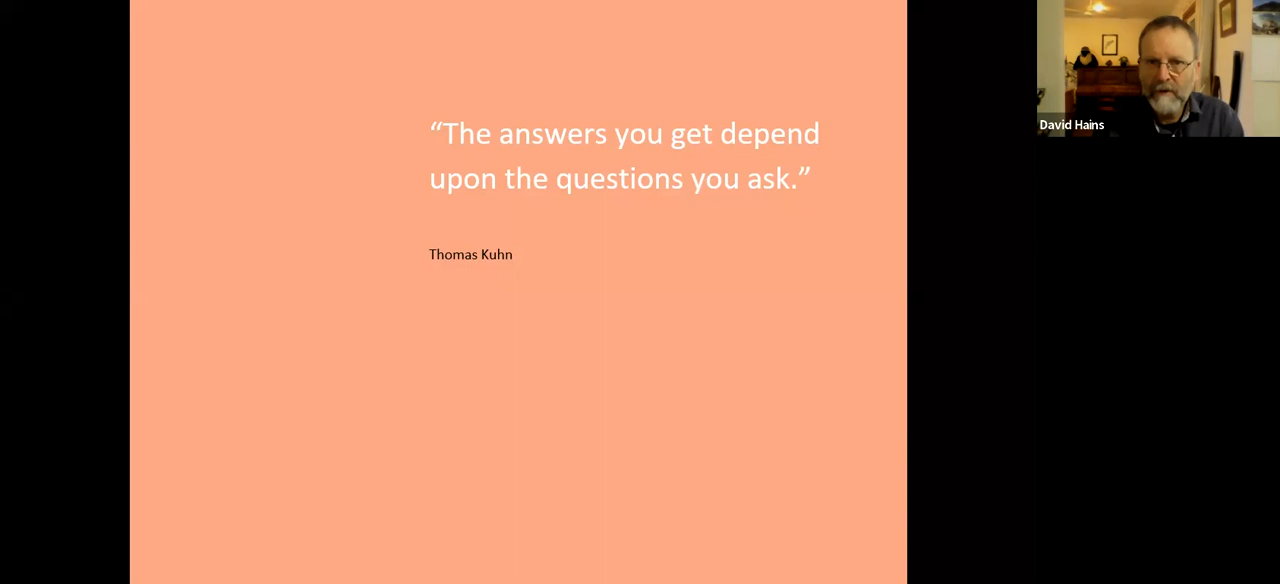 “The answers you get depend
upon the questions you ask.”
Thomas Kuhn
David Hains